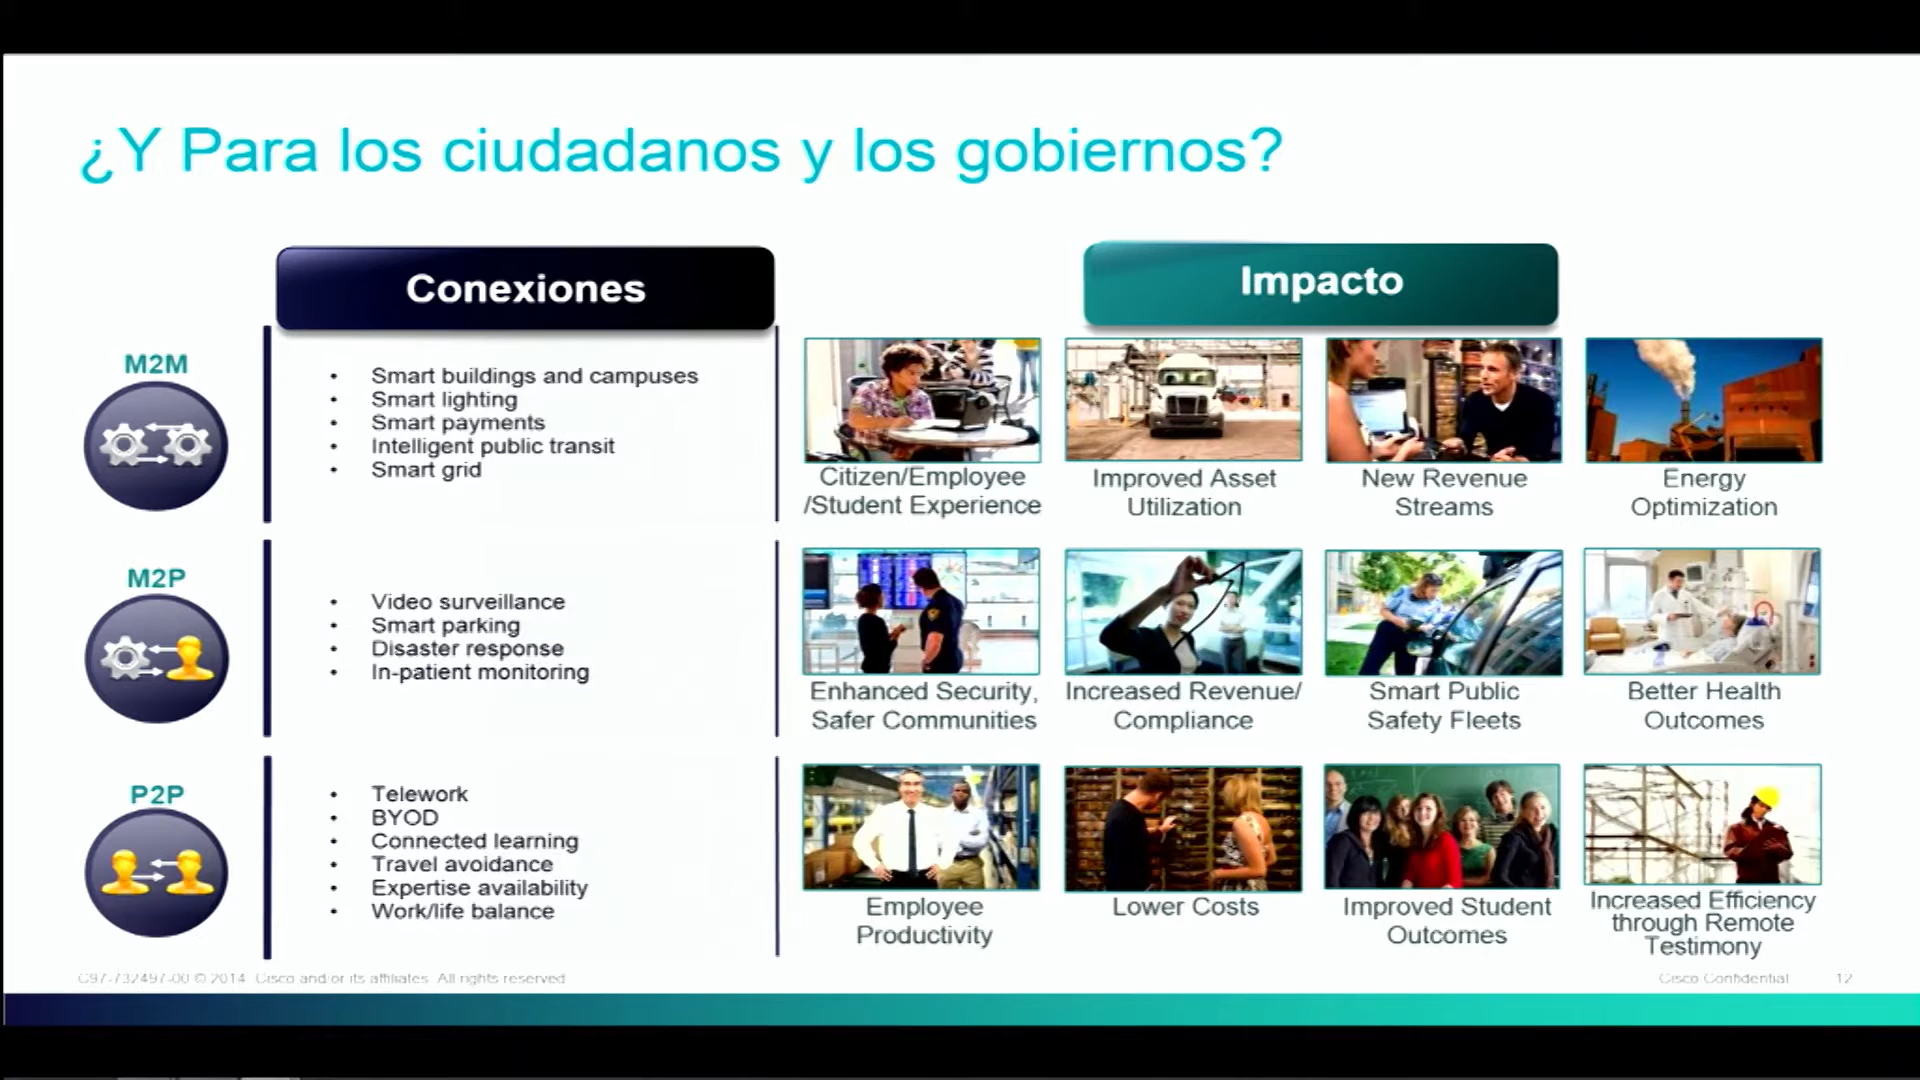 ¿Y Para los ciudadanos y los gobiernos?
Conexiones
Impacto
M2M
• Smart buildings and campuses
• Smart lighting
• Smart payments
• Intelligent public transit
• Smart grid
Citizen/Employee
/Student Experience
Improved Asset
Utilization
New Revenue
Streams
Energy
Optimization
M2P
• Video surveillance
• Smart parking
• Disaster response
• In-patient monitoring
Enhanced Security,
Safer Communities
Increased Revenue/
Compliance
Smart Public
Safety Fleets
Better Health
Outcomes
P2P
• Telework
• BYOD
• Connected learning
• Travel avoidance
• Expertise availability
• Work/life balance
Employee
Productivity
Lower Costs
Improved Student
Outcomes
Increased Efficiency
through Remote
Testimony
C97-732497-00 © 2014 Cisco and/or its affiliates. All rights reserved
Cisco Confidential
12